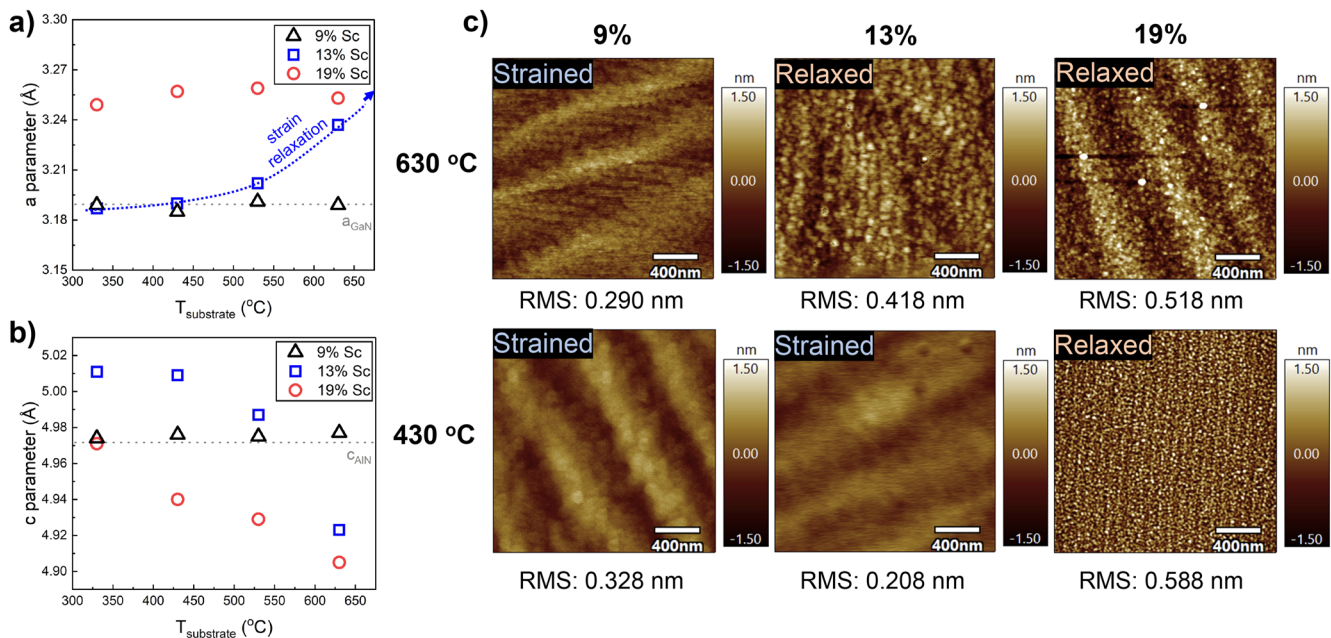 a)
3.30
3.27
3.24
3.21
3.18
3.15
a parameter (Å)
9% Sc
13% Sc
19% Sc
strain
relaxation
a_GaN
300 350 400 450 500 550 600 650
T_substrate (°C)
b)
5.02
5.00
4.98
4.96
4.94
4.92
4.90
c parameter (Å)
9% Sc
13% Sc
19% Sc
c_AlN
300 350 400 450 500 550 600 650
T_substrate (°C)
c)
9% 13% 19%
630 °C
Strained
400nm
nm
1.50
0.00
-1.50
RMS: 0.290 nm
Relaxed
400nm
nm
1.50
0.00
-1.50
RMS: 0.418 nm
Relaxed
400nm
nm
1.50
0.00
-1.50
RMS: 0.518 nm
430 °C
Strained
400nm
nm
1.50
0.00
-1.50
RMS: 0.328 nm
Strained
400nm
nm
1.50
0.00
-1.50
RMS: 0.208 nm
Relaxed
400nm
nm
1.50
0.00
-1.50
RMS: 0.588 nm